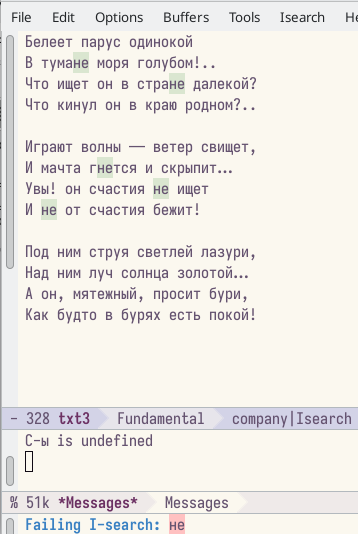 File Edit Options Buffers Tools Isearch He
Белеет парус одинокой
В тумане моря голубом!..
Что ищет он в стране далекой?
Что кинул он в краю родном?..
Играют волны — ветер свищет,
И мачта гнется и скрыпит...
Увы! он счастия не ищет
И не от счастия бежит!
Под ним струя светлей лазури,
Над ним луч солнца золотой...
А он, мятежный, просит бури,
Как будто в бурях есть покой!
- 328 txt3 Fundamental company|Isearch
C-ы is undefined
% 51k *Messages* Messages
Failing I-search: не